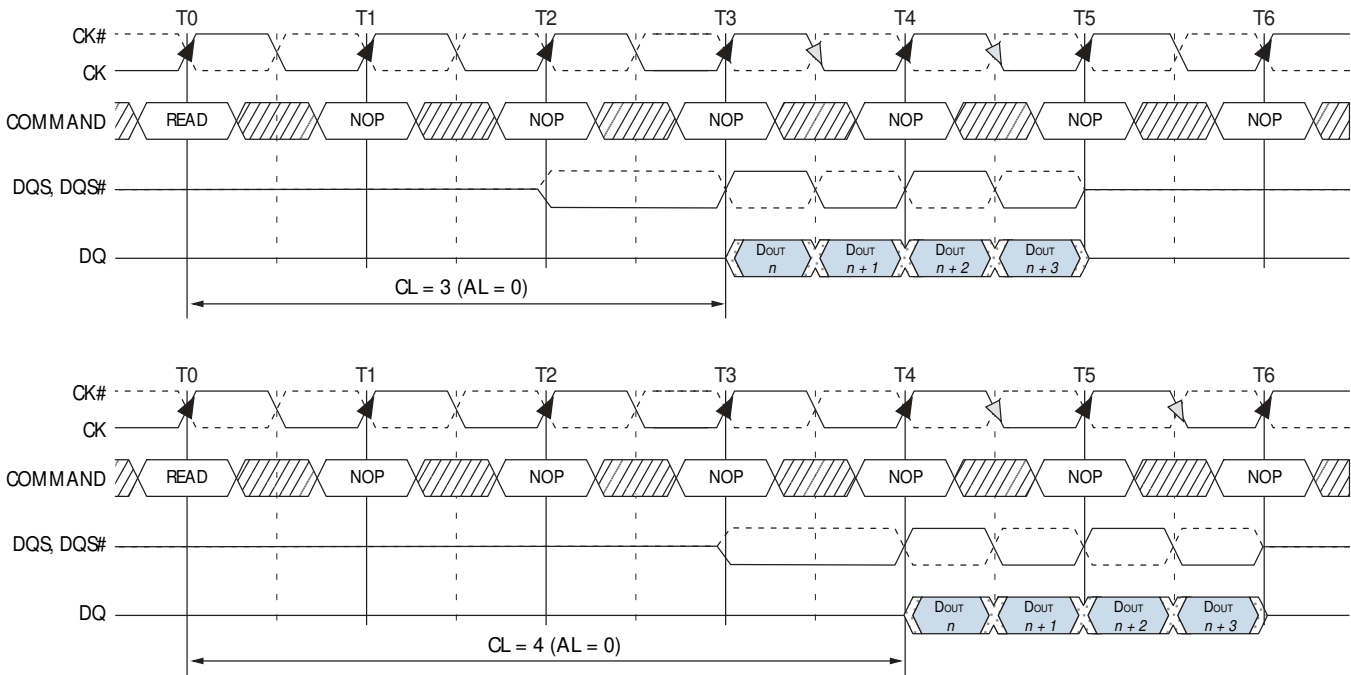 T0 T1 T2 T3 T4 T5 T6
CK#
CK
COMMAND READ NOP NOP NOP NOP NOP NOP
DQS, DQS#
DQ DOUT n DOUT n + 1 DOUT n + 2 DOUT n + 3
CL = 3 (AL = 0)
T0 T1 T2 T3 T4 T5 T6
CK#
CK
COMMAND READ NOP NOP NOP NOP NOP NOP
DQS, DQS#
DQ DOUT n DOUT n + 1 DOUT n + 2 DOUT n + 3
CL = 4 (AL = 0)